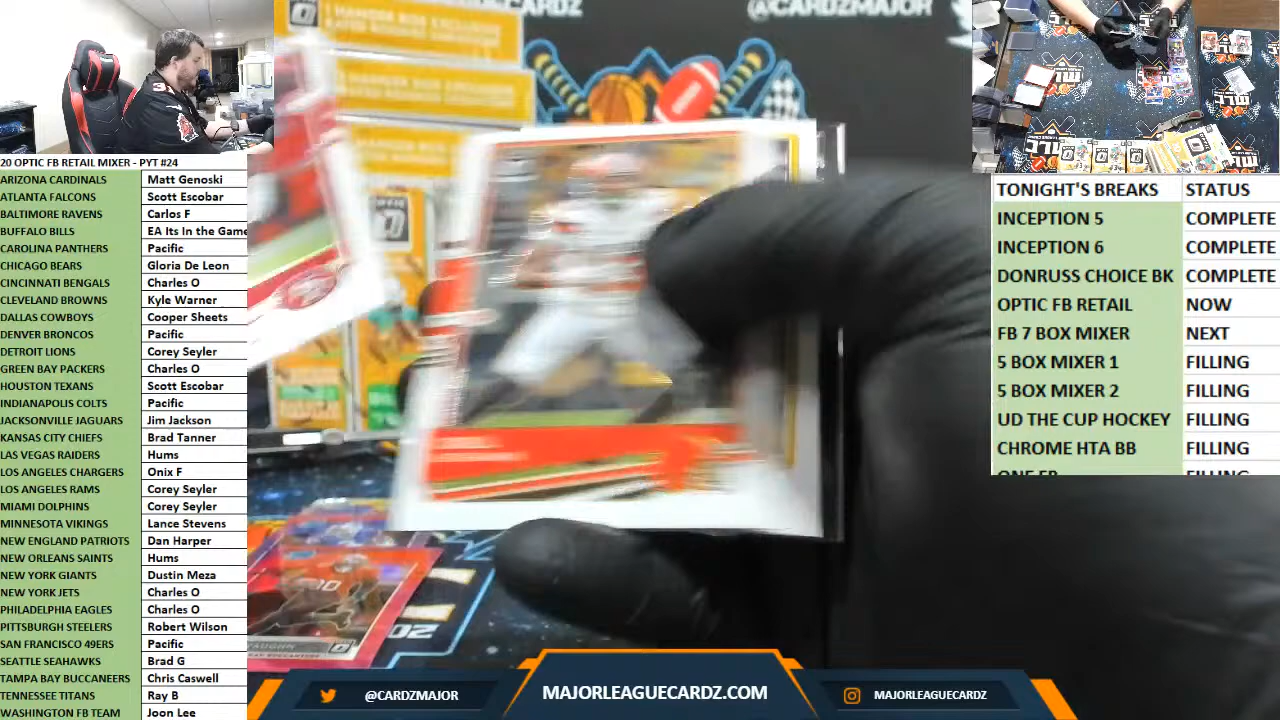 1 HANGER BOX EXCLUSIVE
CARDZ
@CARDZMAJOR
20 OPTIC FB RETAIL MIXER - PYT #24
ARIZONA CARDINALS Matt Genoski
ATLANTA FALCONS Scott Escobar
BALTIMORE RAVENS Carlos F
BUFFALO BILLS EA Its In the Game
CAROLINA PANTHERS Pacific
CHICAGO BEARS Gloria De Leon
CINCINNATI BENGALS Charles O
CLEVELAND BROWNS Kyle Warner
DALLAS COWBOYS Cooper Sheets
DENVER BRONCOS Pacific
DETROIT LIONS Corey Seyler
GREEN BAY PACKERS Charles O
HOUSTON TEXANS Scott Escobar
INDIANAPOLIS COLTS Pacific
JACKSONVILLE JAGUARS Jim Jackson
KANSAS CITY CHIEFS Brad Tanner
LAS VEGAS RAIDERS Hums
LOS ANGELES CHARGERS Onix F
LOS ANGELES RAMS Corey Seyler
MIAMI DOLPHINS Corey Seyler
MINNESOTA VIKINGS Lance Stevens
NEW ENGLAND PATRIOTS Dan Harper
NEW ORLEANS SAINTS Hums
NEW YORK GIANTS Dustin Meza
NEW YORK JETS Charles O
PHILADELPHIA EAGLES Charles O
PITTSBURGH STEELERS Robert Wilson
SAN FRANCISCO 49ERS Pacific
SEATTLE SEAHAWKS Brad G
TAMPA BAY BUCCANEERS Chris Caswell
TENNESSEE TITANS Ray B
WASHINGTON FB TEAM Joon Lee
TONIGHT'S BREAKS STATUS
INCEPTION 5 COMPLETE
INCEPTION 6 COMPLETE
DONRUSS CHOICE BK COMPLETE
OPTIC FB RETAIL NOW
FB 7 BOX MIXER NEXT
5 BOX MIXER 1 FILLING
5 BOX MIXER 2 FILLING
UD THE CUP HOCKEY FILLING
CHROME HTA BB FILLING
ONE FB FILLING
VAUGHN
@CARDZMAJOR
MAJORLEAGUECARDZ.COM
MAJORLEAGUECARDZ